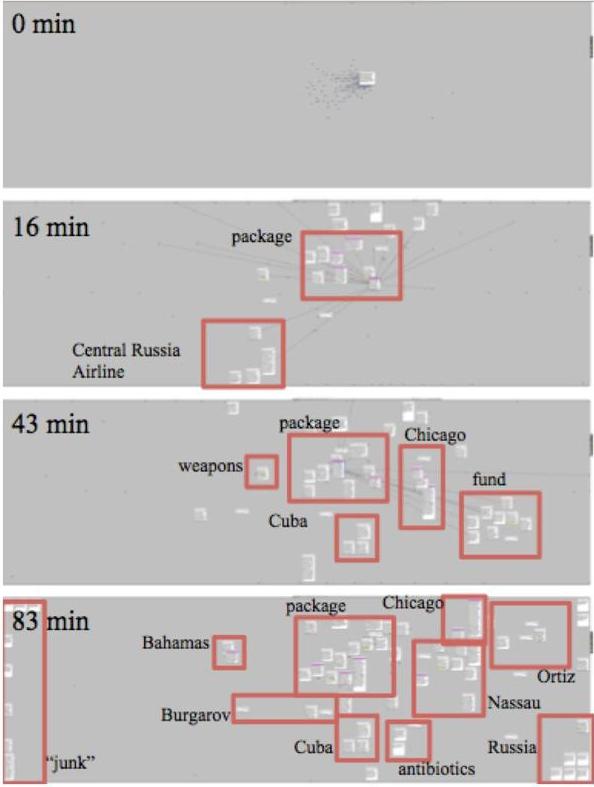 0 min
16 min
package
Central Russia
Airline
43 min
package
Chicago
weapons
fund
Cuba
83 min
package
Chicago
Bahamas
Ortiz
Burgarov
Nassau
Cuba
Russia
"junk"
antibiotics